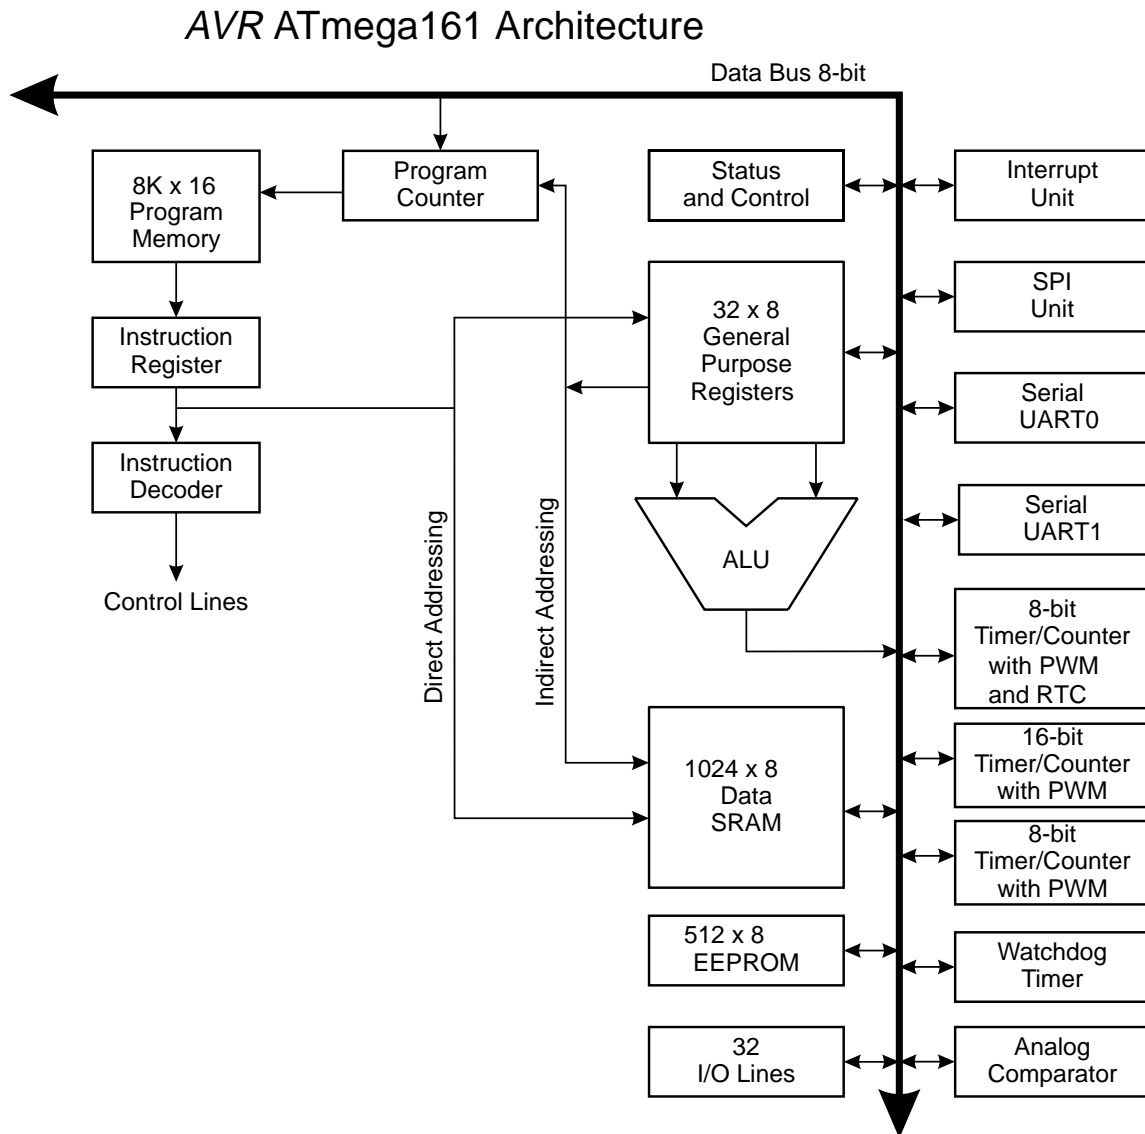 AVR ATmega161 Architecture
Data Bus 8-bit
8K x 16
Program
Memory
Program
Counter
Status
and Control
Interrupt
Unit
32 x 8
General
Purpose
Registers
SPI
Unit
Instruction
Register
Serial
UART0
Instruction
Decoder
Serial
UART1
ALU
Control Lines
Direct Addressing
Indirect Addressing
8-bit
Timer/Counter
with PWM
and RTC
1024 x 8
Data
SRAM
16-bit
Timer/Counter
with PWM
8-bit
Timer/Counter
with PWM
512 x 8
EEPROM
Watchdog
Timer
32
I/O Lines
Analog
Comparator